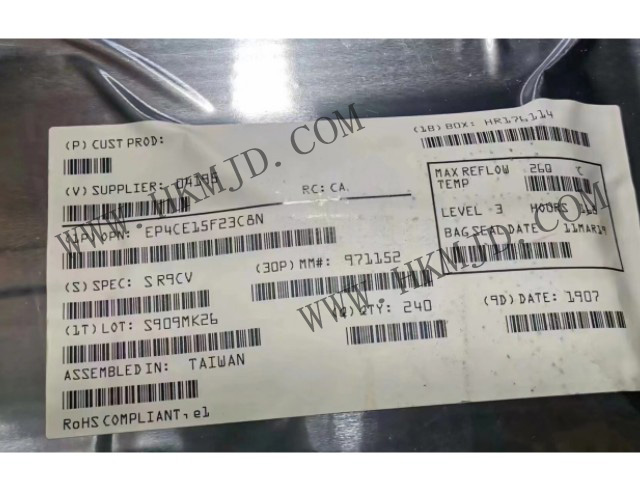 (P) CUST PROD:
(1B) BOX: HR176114
(V) SUPPLIER:
RC: CA
MAX REFLOW 260 °C
TEMP
LEVEL 3 HOURS
BAG SEAL DATE: 11MAR19
OPN: EP4CE15F23C8N
(S) SPEC: SR9CV
(30P) MM#: 971152
(1T) LOT: S909MK26
QTY: 240
(9D) DATE: 1907
ASSEMBLED IN: TAIWAN
RoHS COMPLIANT, e1
WWW.HKMJD.COM
WWW.HKMJD.COM